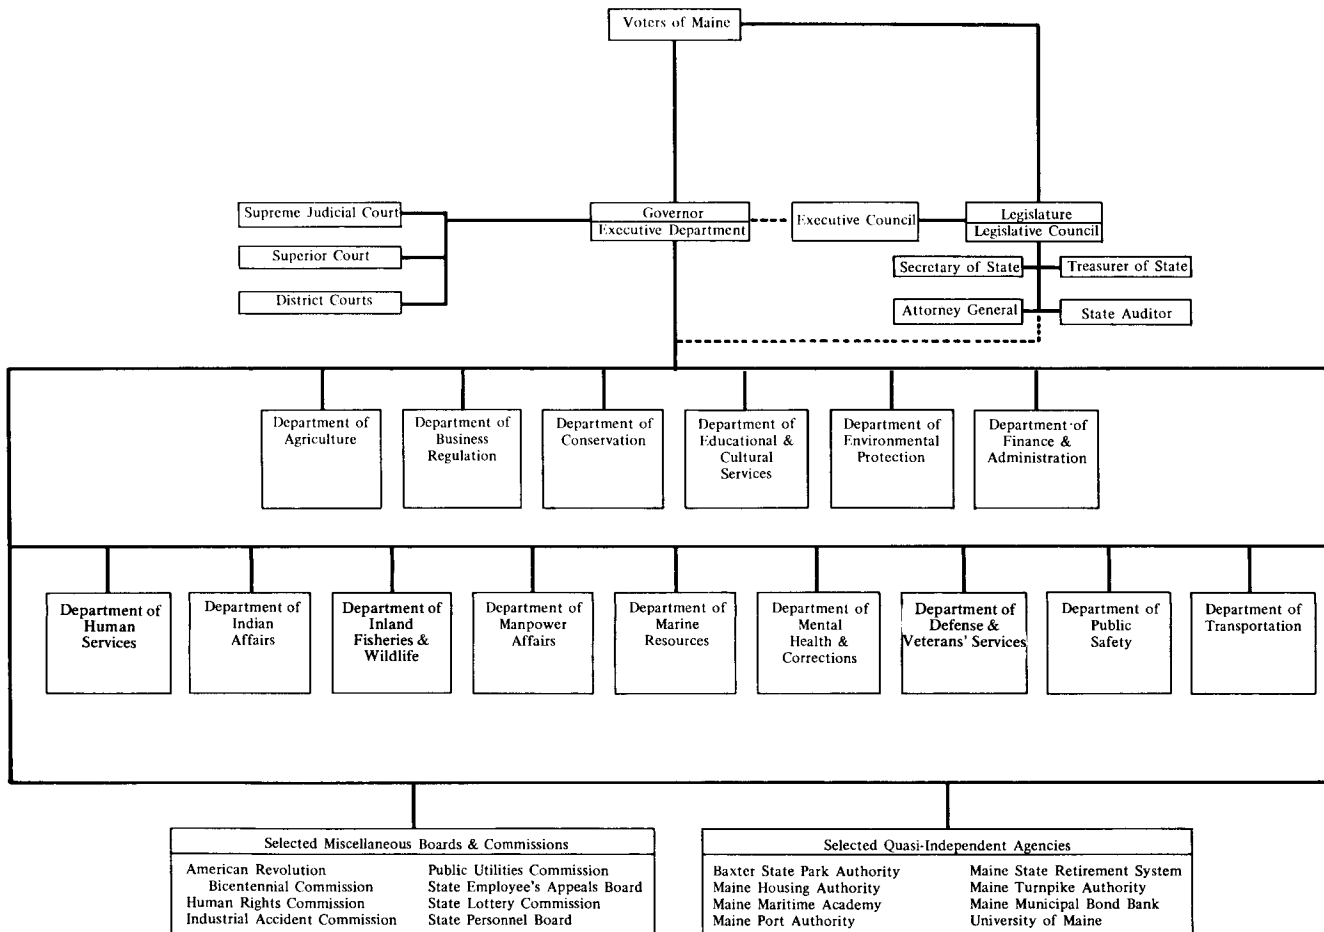 Voters of Maine
Supreme Judicial Court
Superior Court
District Courts
Governor
Executive Department
Executive Council
Legislature
Legislative Council
Secretary of State
Treasurer of State
Attorney General
State Auditor
Department of
Agriculture
Department of
Business
Regulation
Department of
Conservation
Department of
Educational &
Cultural
Services
Department of
Environmental
Protection
Department of
Finance &
Administration
Department of
Human
Services
Department of
Indian
Affairs
Department of
Inland
Fisheries &
Wildlife
Department of
Manpower
Affairs
Department of
Marine
Resources
Department of
Mental
Health &
Corrections
Department of
Defense &
Veterans' Services
Department of
Public
Safety
Department of
Transportation
Selected Miscellaneous Boards & Commissions
American Revolution
Bicentennial Commission
Human Rights Commission
Industrial Accident Commission
Public Utilities Commission
State Employee's Appeals Board
State Lottery Commission
State Personnel Board
Selected Quasi-Independent Agencies
Baxter State Park Authority
Maine Housing Authority
Maine Maritime Academy
Maine Port Authority
Maine State Retirement System
Maine Turnpike Authority
Maine Municipal Bond Bank
University of Maine